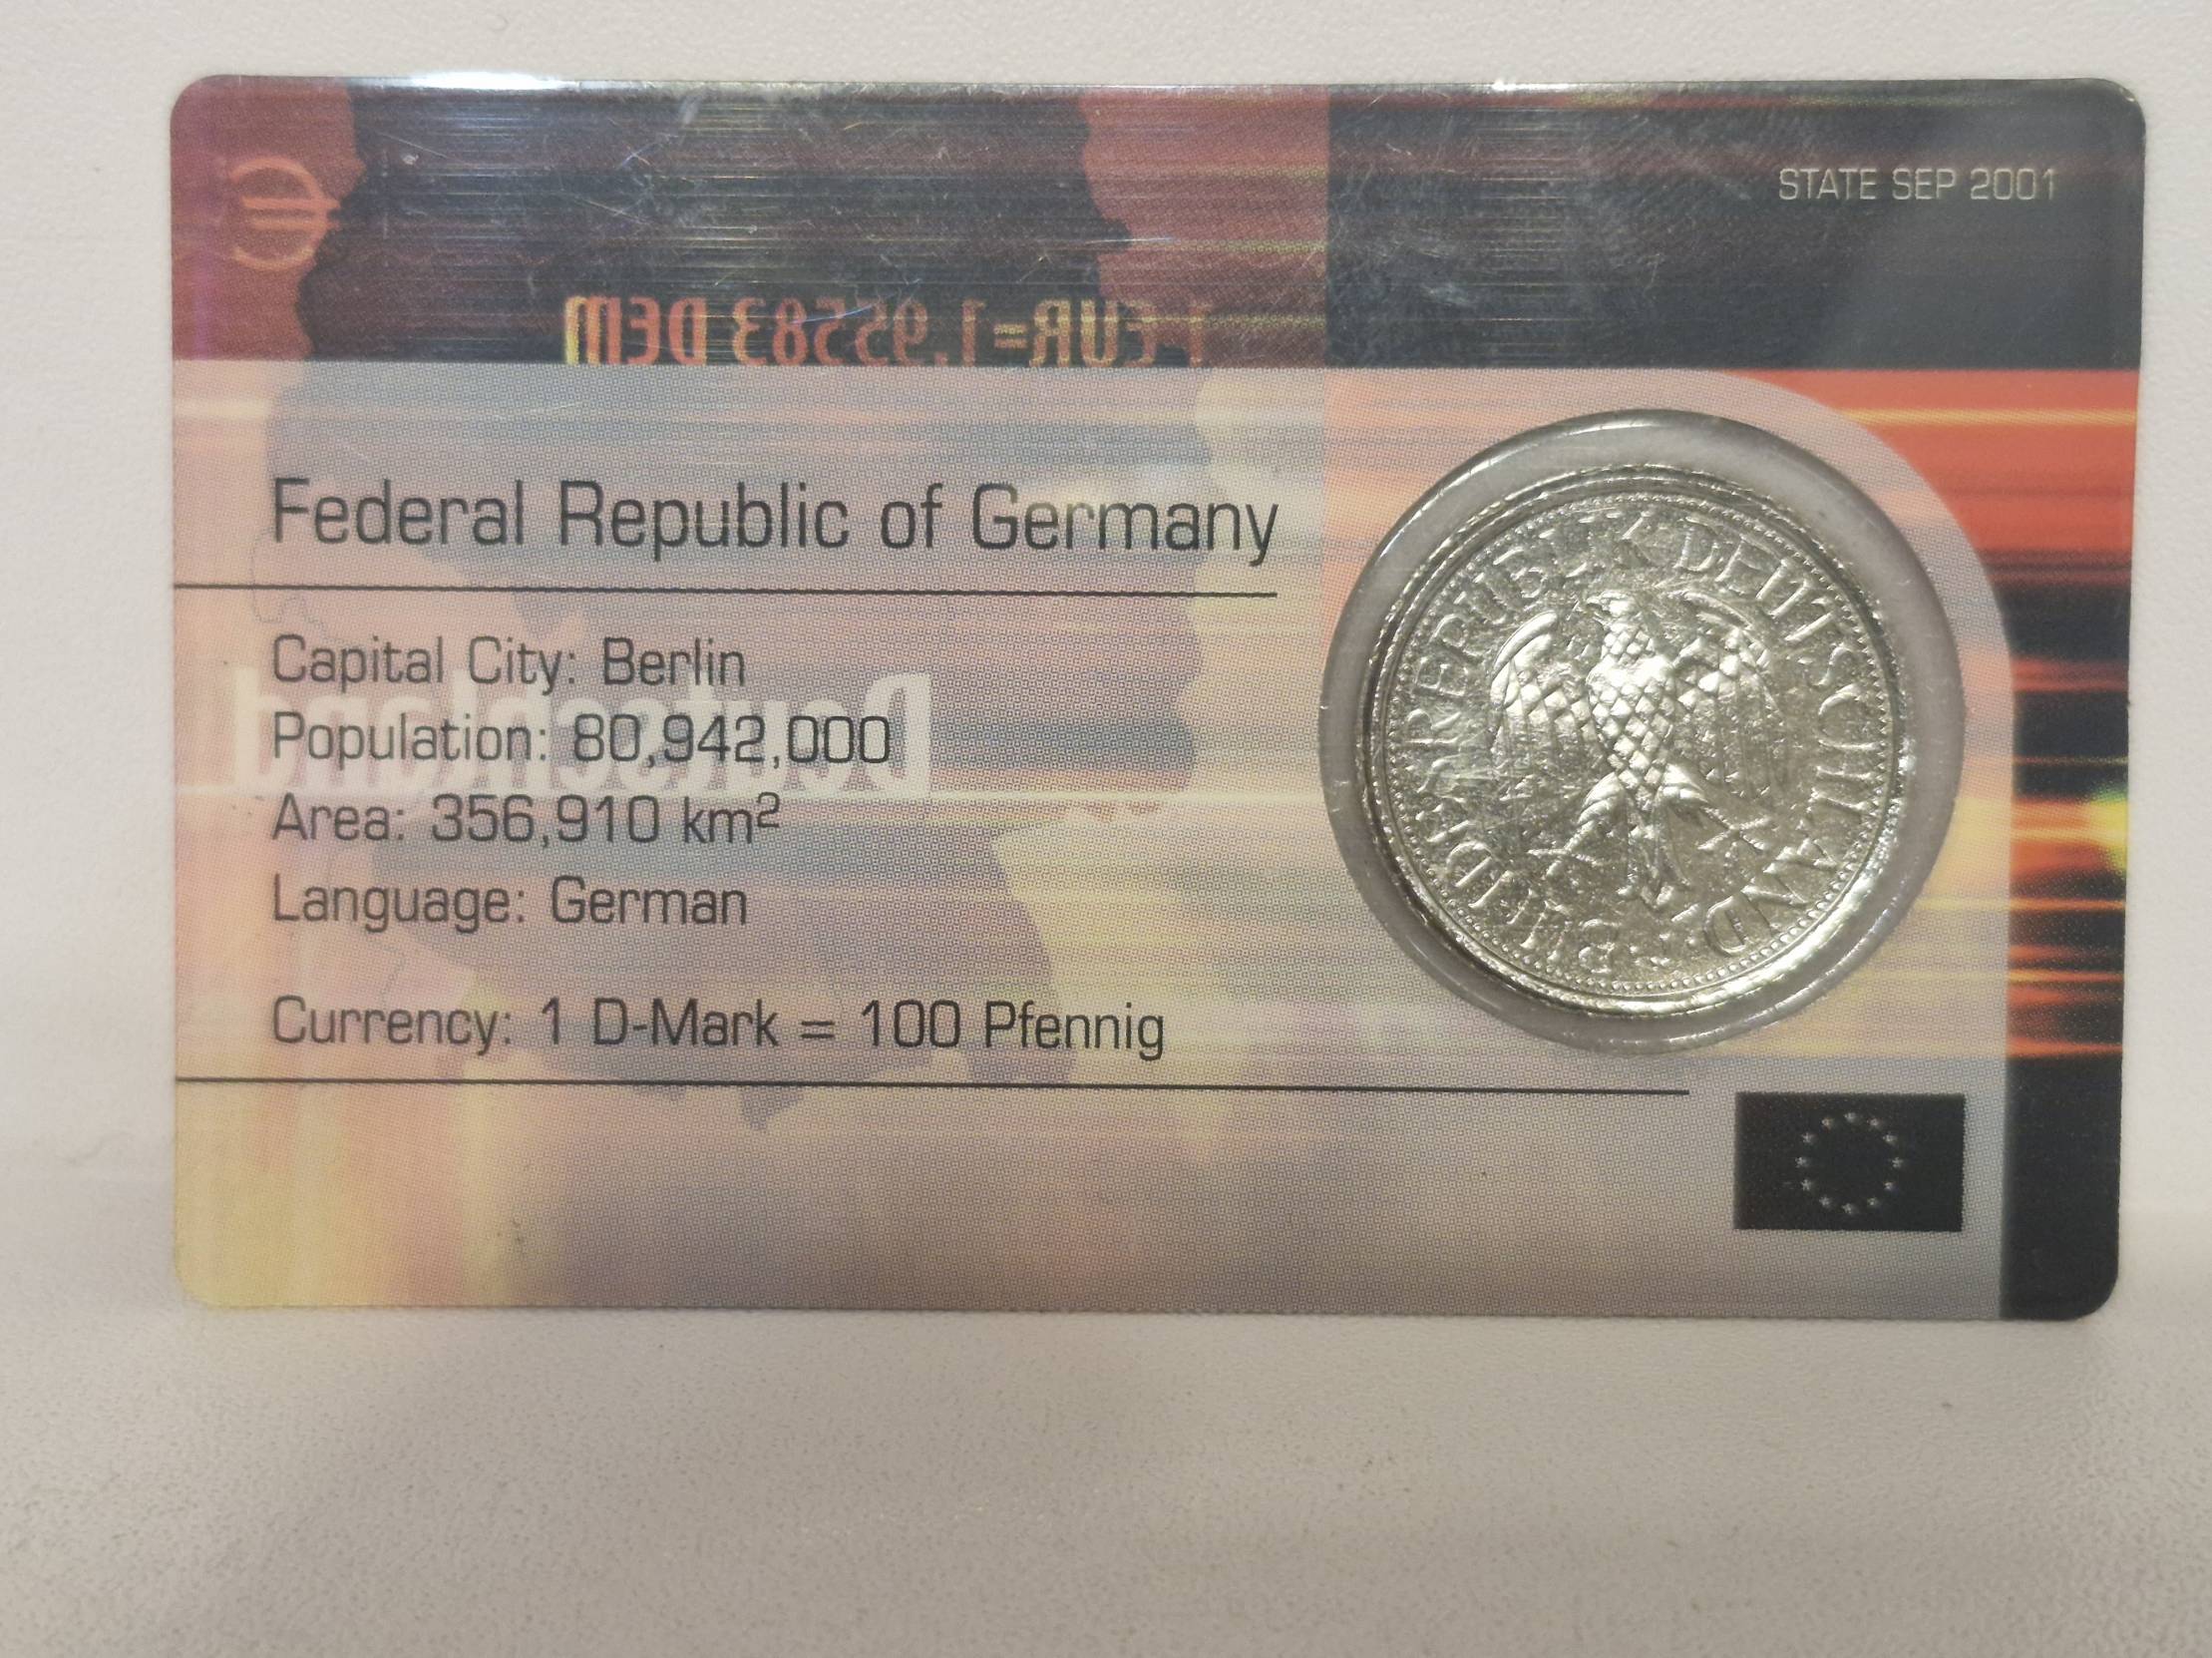 STATE SEP 2001
€
1 EUR=1,95583 DEM
Federal Republic of Germany
Deutschland
Capital City: Berlin
Population: 80,942,000
Area: 356,910 km²
Language: German
Currency: 1 D-Mark = 100 Pfennig
BUNDESREPUBLIK DEUTSCHLAND